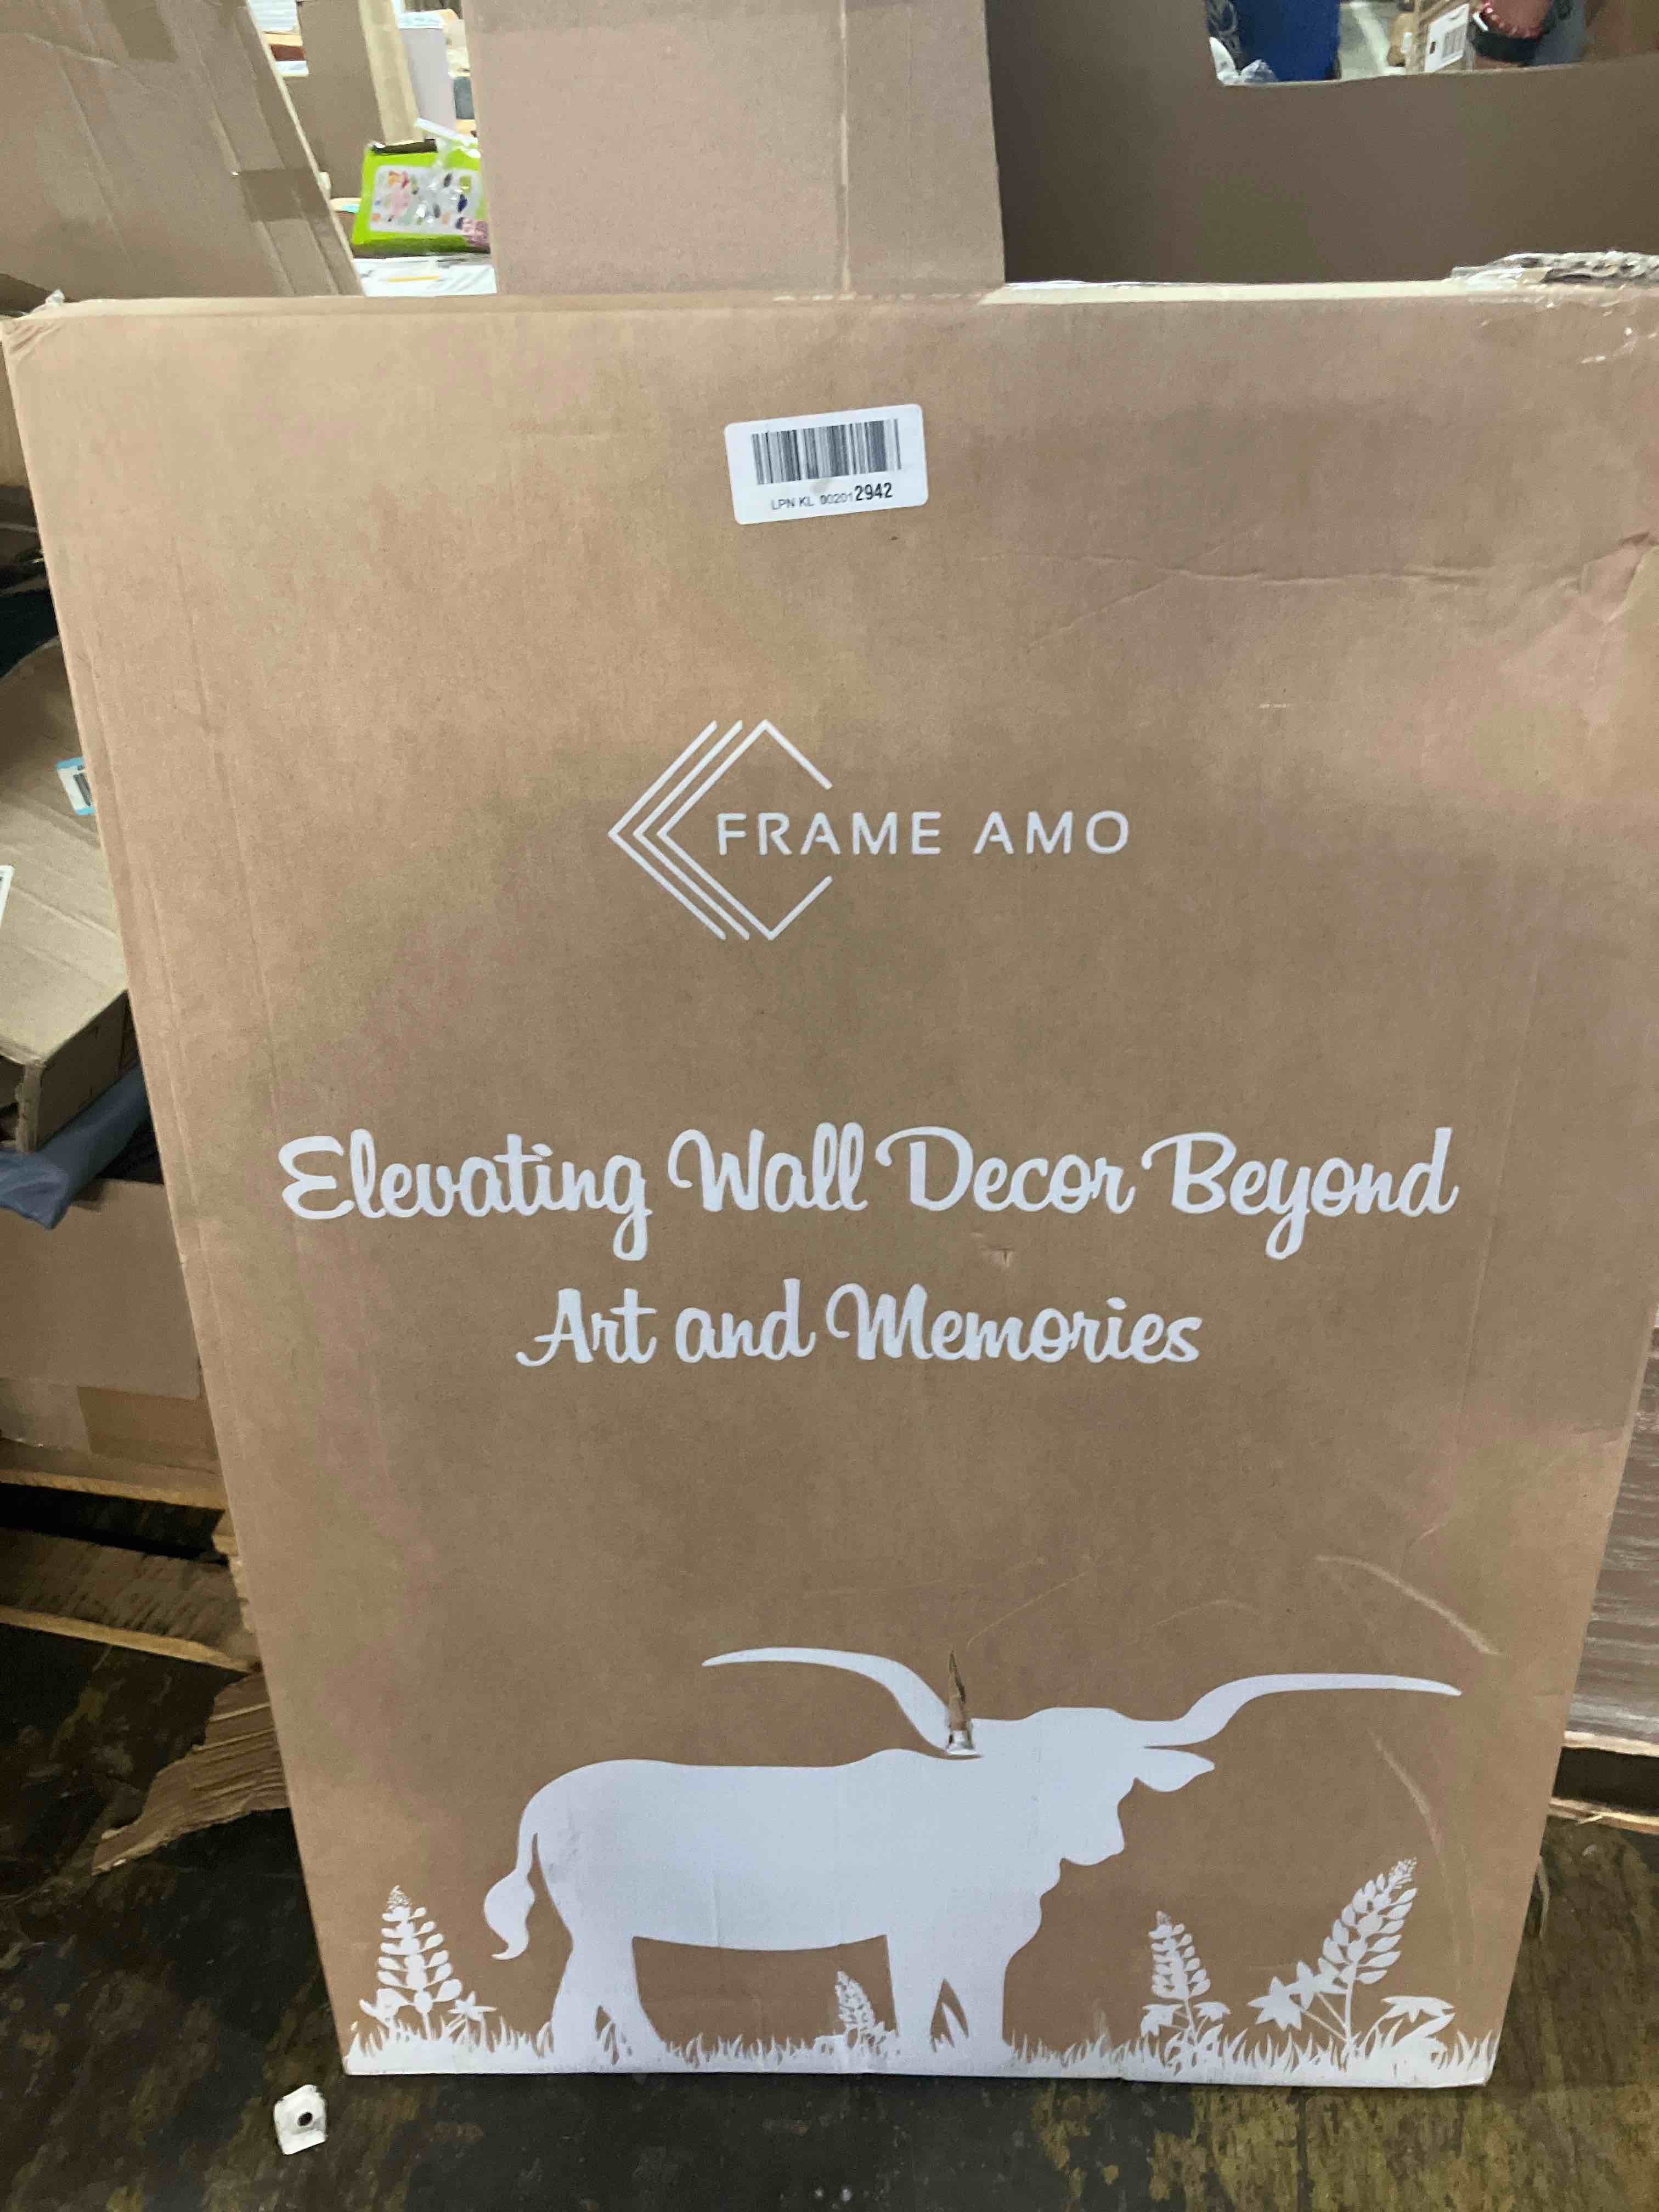 LPN KL 002012942
FRAME AMO
Elevating Wall Decor Beyond
Art and Memories